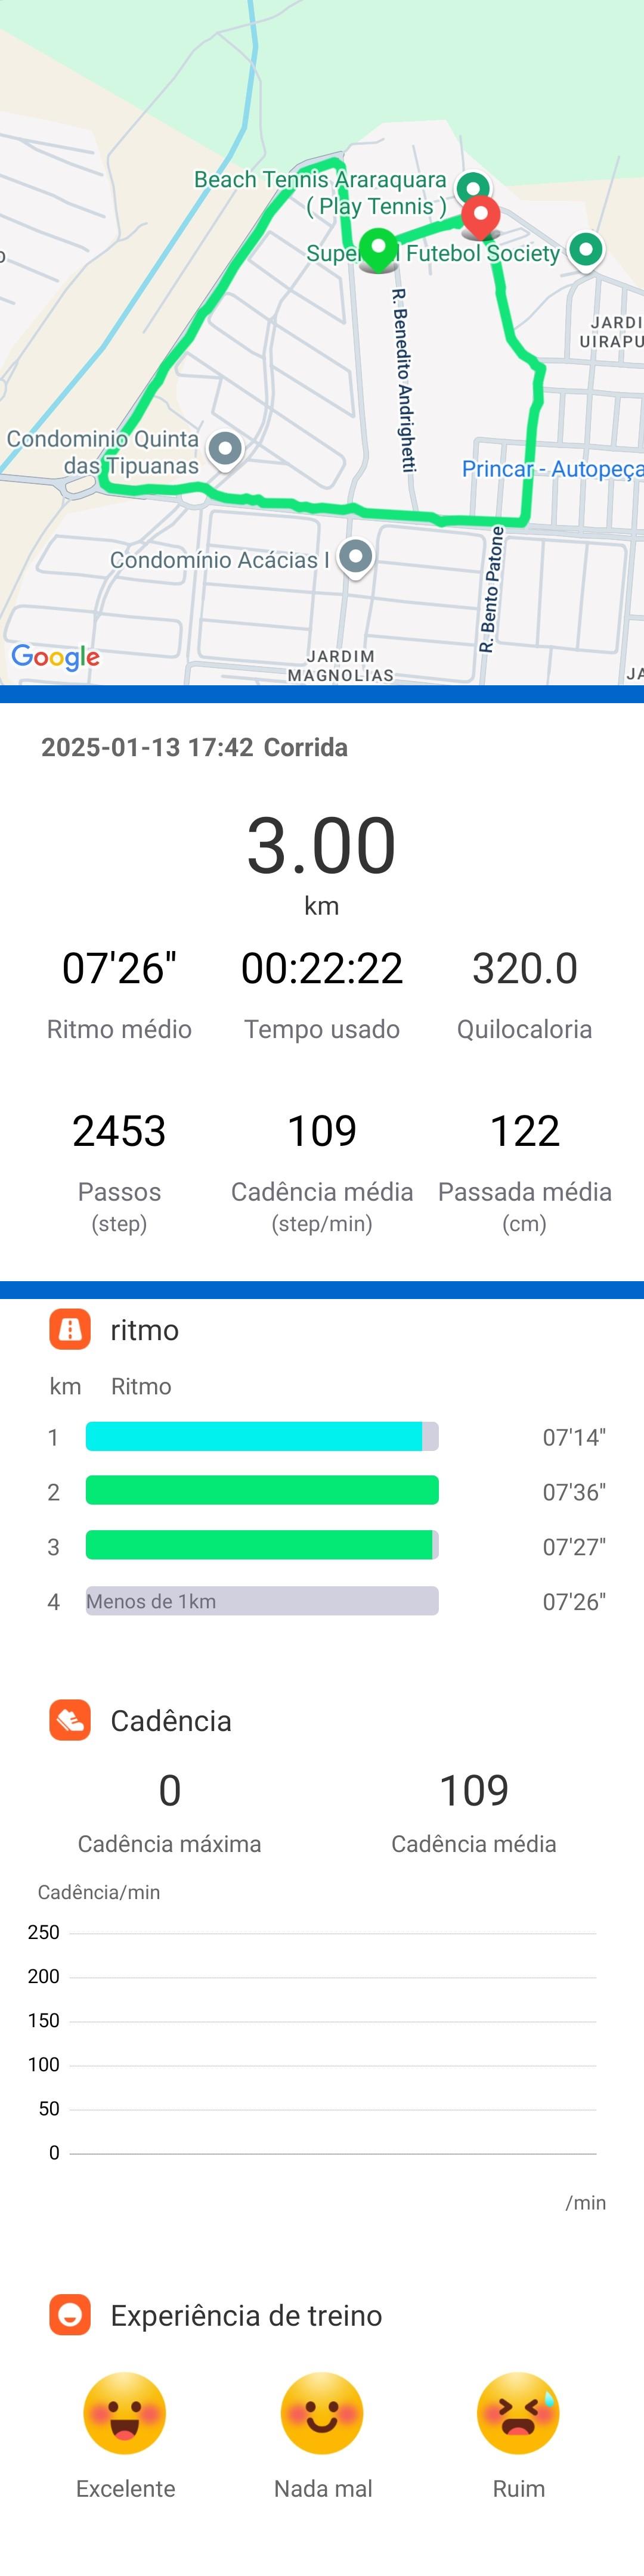 Beach Tennis Araraquara
( Play Tennis )
Futebol Society
R. Benedito Andrighetti
JARDI
UIRAPU
Condominio Quinta
das Tipuanas
Princar - Autopeça
Condomínio Acácias I
R. Bento Patone
Google
JARDIM
MAGNOLIAS
JA
2025-01-13 17:42 Corrida
3.00
km
07'26" 00:22:22 320.0
Ritmo médio Tempo usado Quilocaloria
2453 109 122
Passos Cadência média Passada média
(step) (step/min) (cm)
ritmo
km Ritmo
1 07'14"
2 07'36"
3 07'27"
4 Menos de 1km 07'26"
Cadência
0 109
Cadência máxima Cadência média
Cadência/min
250
200
150
100
50
0
/min
Experiência de treino
Excelente Nada mal Ruim